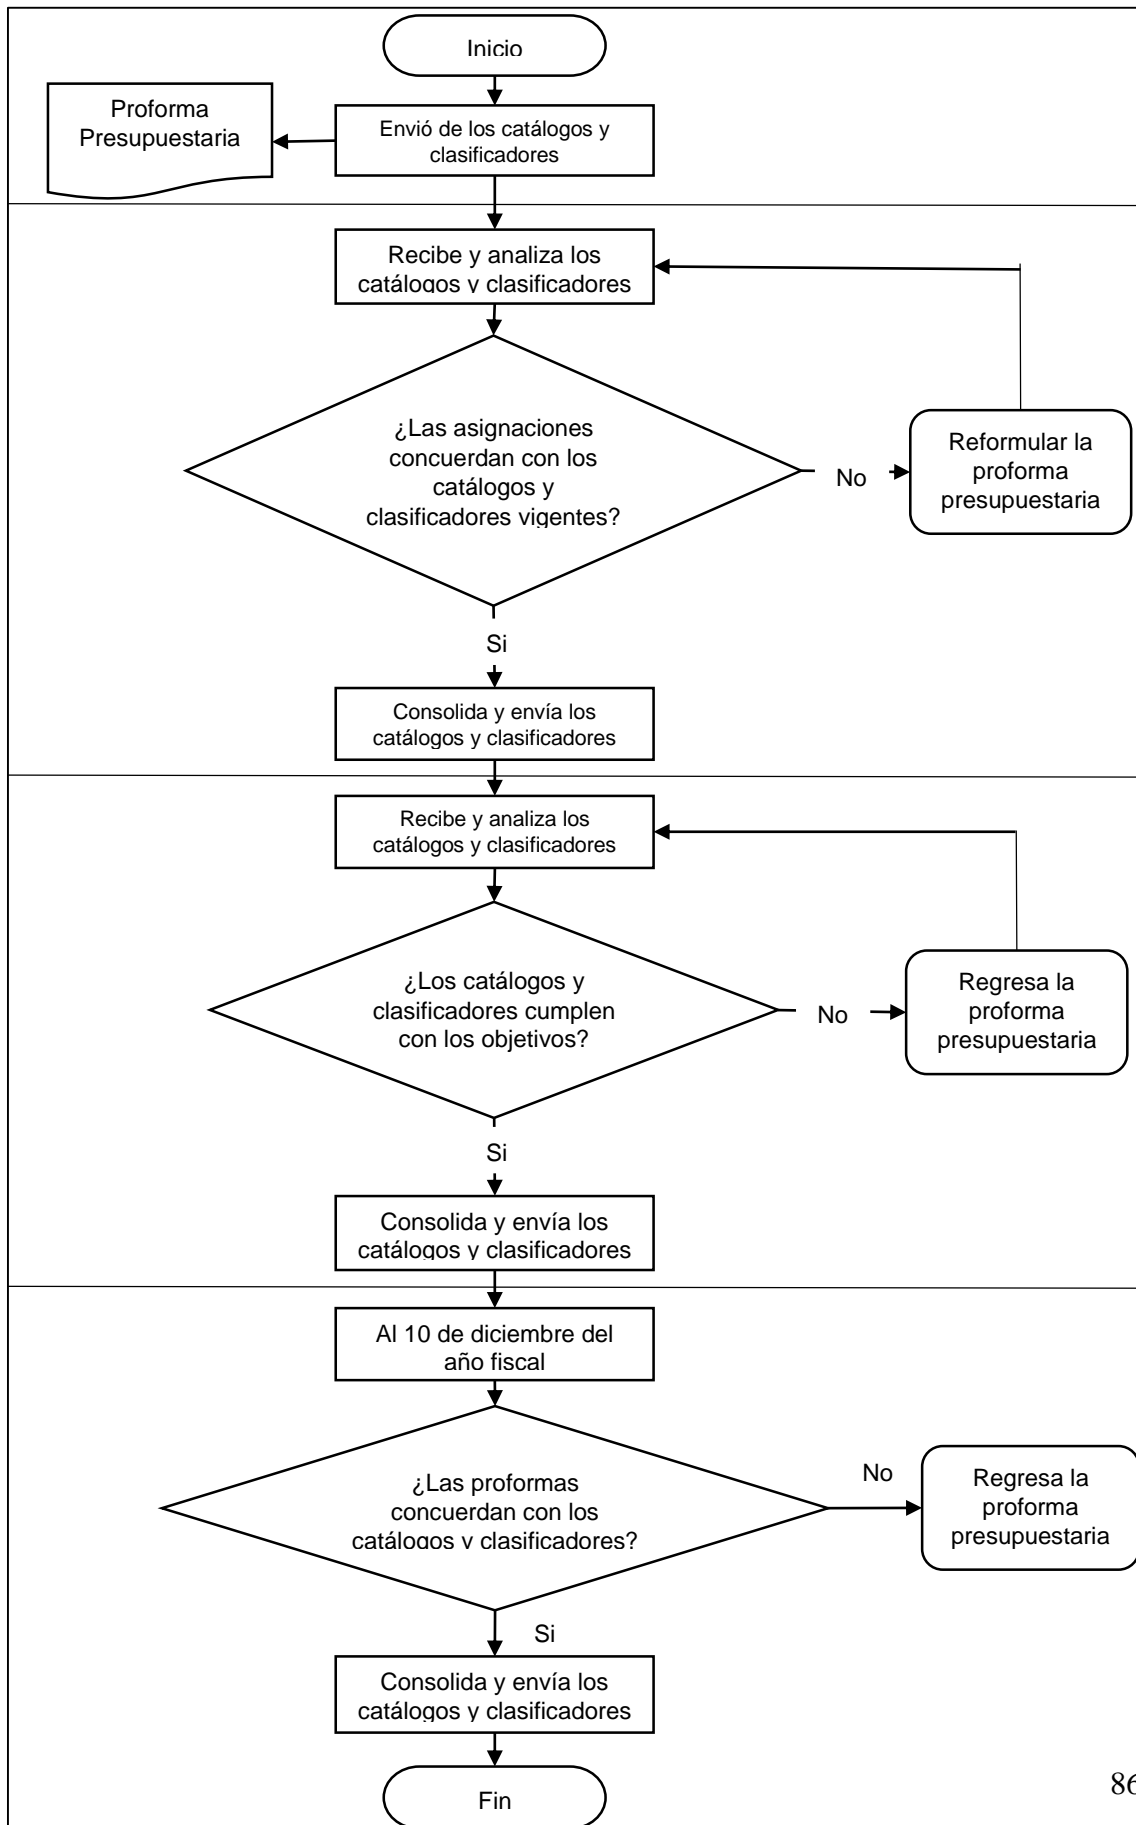 Inicio
Proforma
Presupuestaria
Envió de los catálogos y
clasificadores
Recibe y analiza los
catálogos y clasificadores
¿Las asignaciones
concuerdan con los
catálogos y
clasificadores vigentes?
No
Reformular la
proforma
presupuestaria
Si
Consolida y envía los
catálogos y clasificadores
Recibe y analiza los
catálogos y clasificadores
¿Los catálogos y
clasificadores cumplen
con los objetivos?
No
Regresa la
proforma
presupuestaria
Si
Consolida y envía los
catálogos y clasificadores
Al 10 de diciembre del
año fiscal
¿Las proformas
concuerdan con los
catálogos y clasificadores?
No
Regresa la
proforma
presupuestaria
Si
Consolida y envía los
catálogos y clasificadores
Fin
86